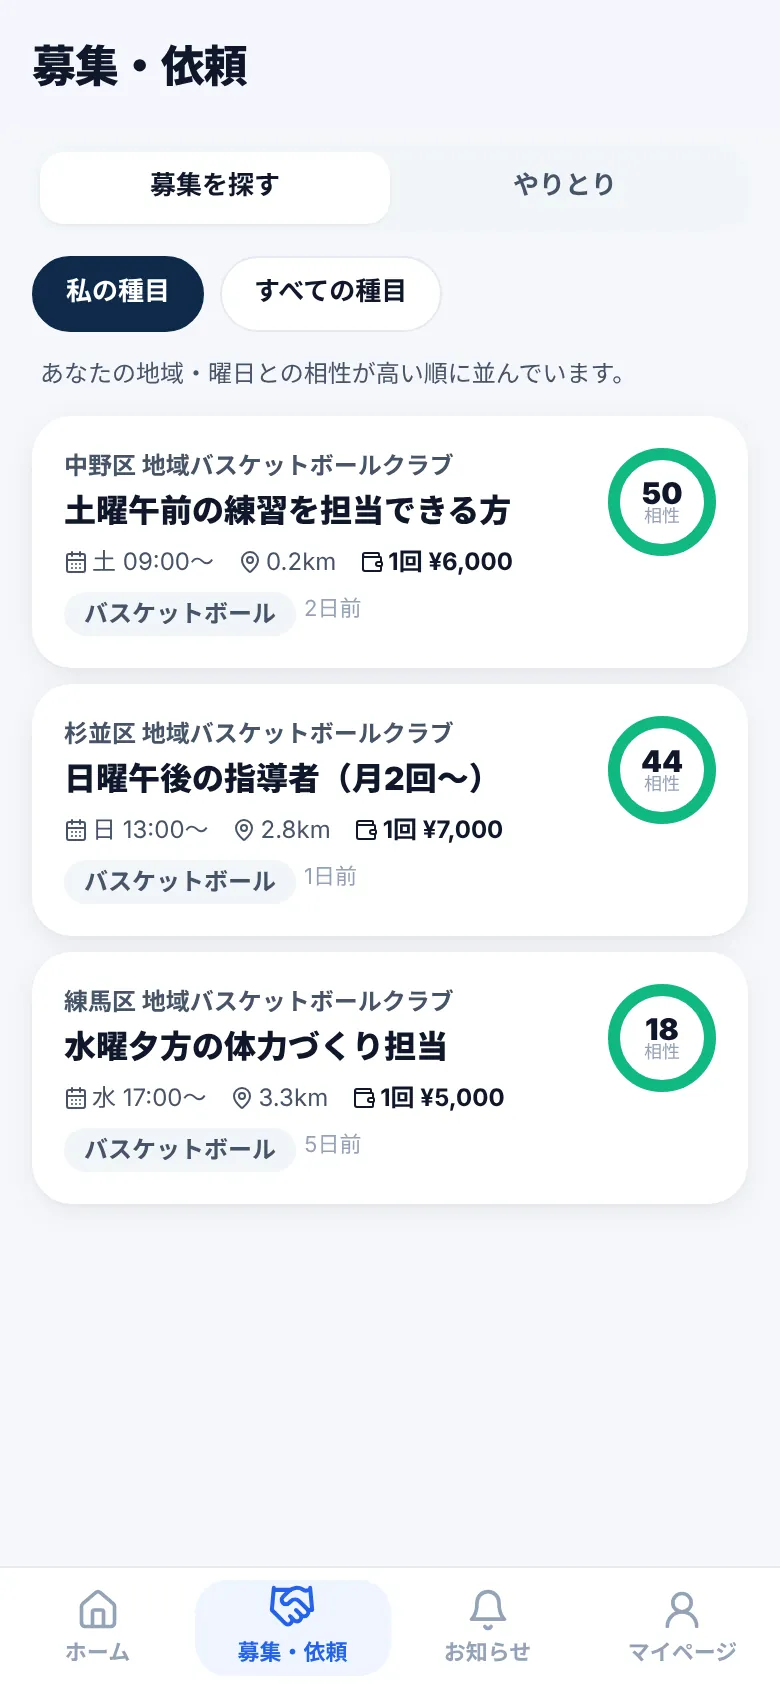 募集・依頼
募集を探す
やりとり
私の種目
すべての種目
あなたの地域・曜日との相性が高い順に並んでいます。
中野区 地域バスケットボールクラブ
土曜午前の練習を担当できる方
50
相性
土 09:00〜 0.2km 1回 ¥6,000
バスケットボール 2日前
杉並区 地域バスケットボールクラブ
日曜午後の指導者（月2回〜）
44
相性
日 13:00〜 2.8km 1回 ¥7,000
バスケットボール 1日前
練馬区 地域バスケットボールクラブ
水曜夕方の体力づくり担当
18
相性
水 17:00〜 3.3km 1回 ¥5,000
バスケットボール 5日前
ホーム
募集・依頼
お知らせ
マイページ